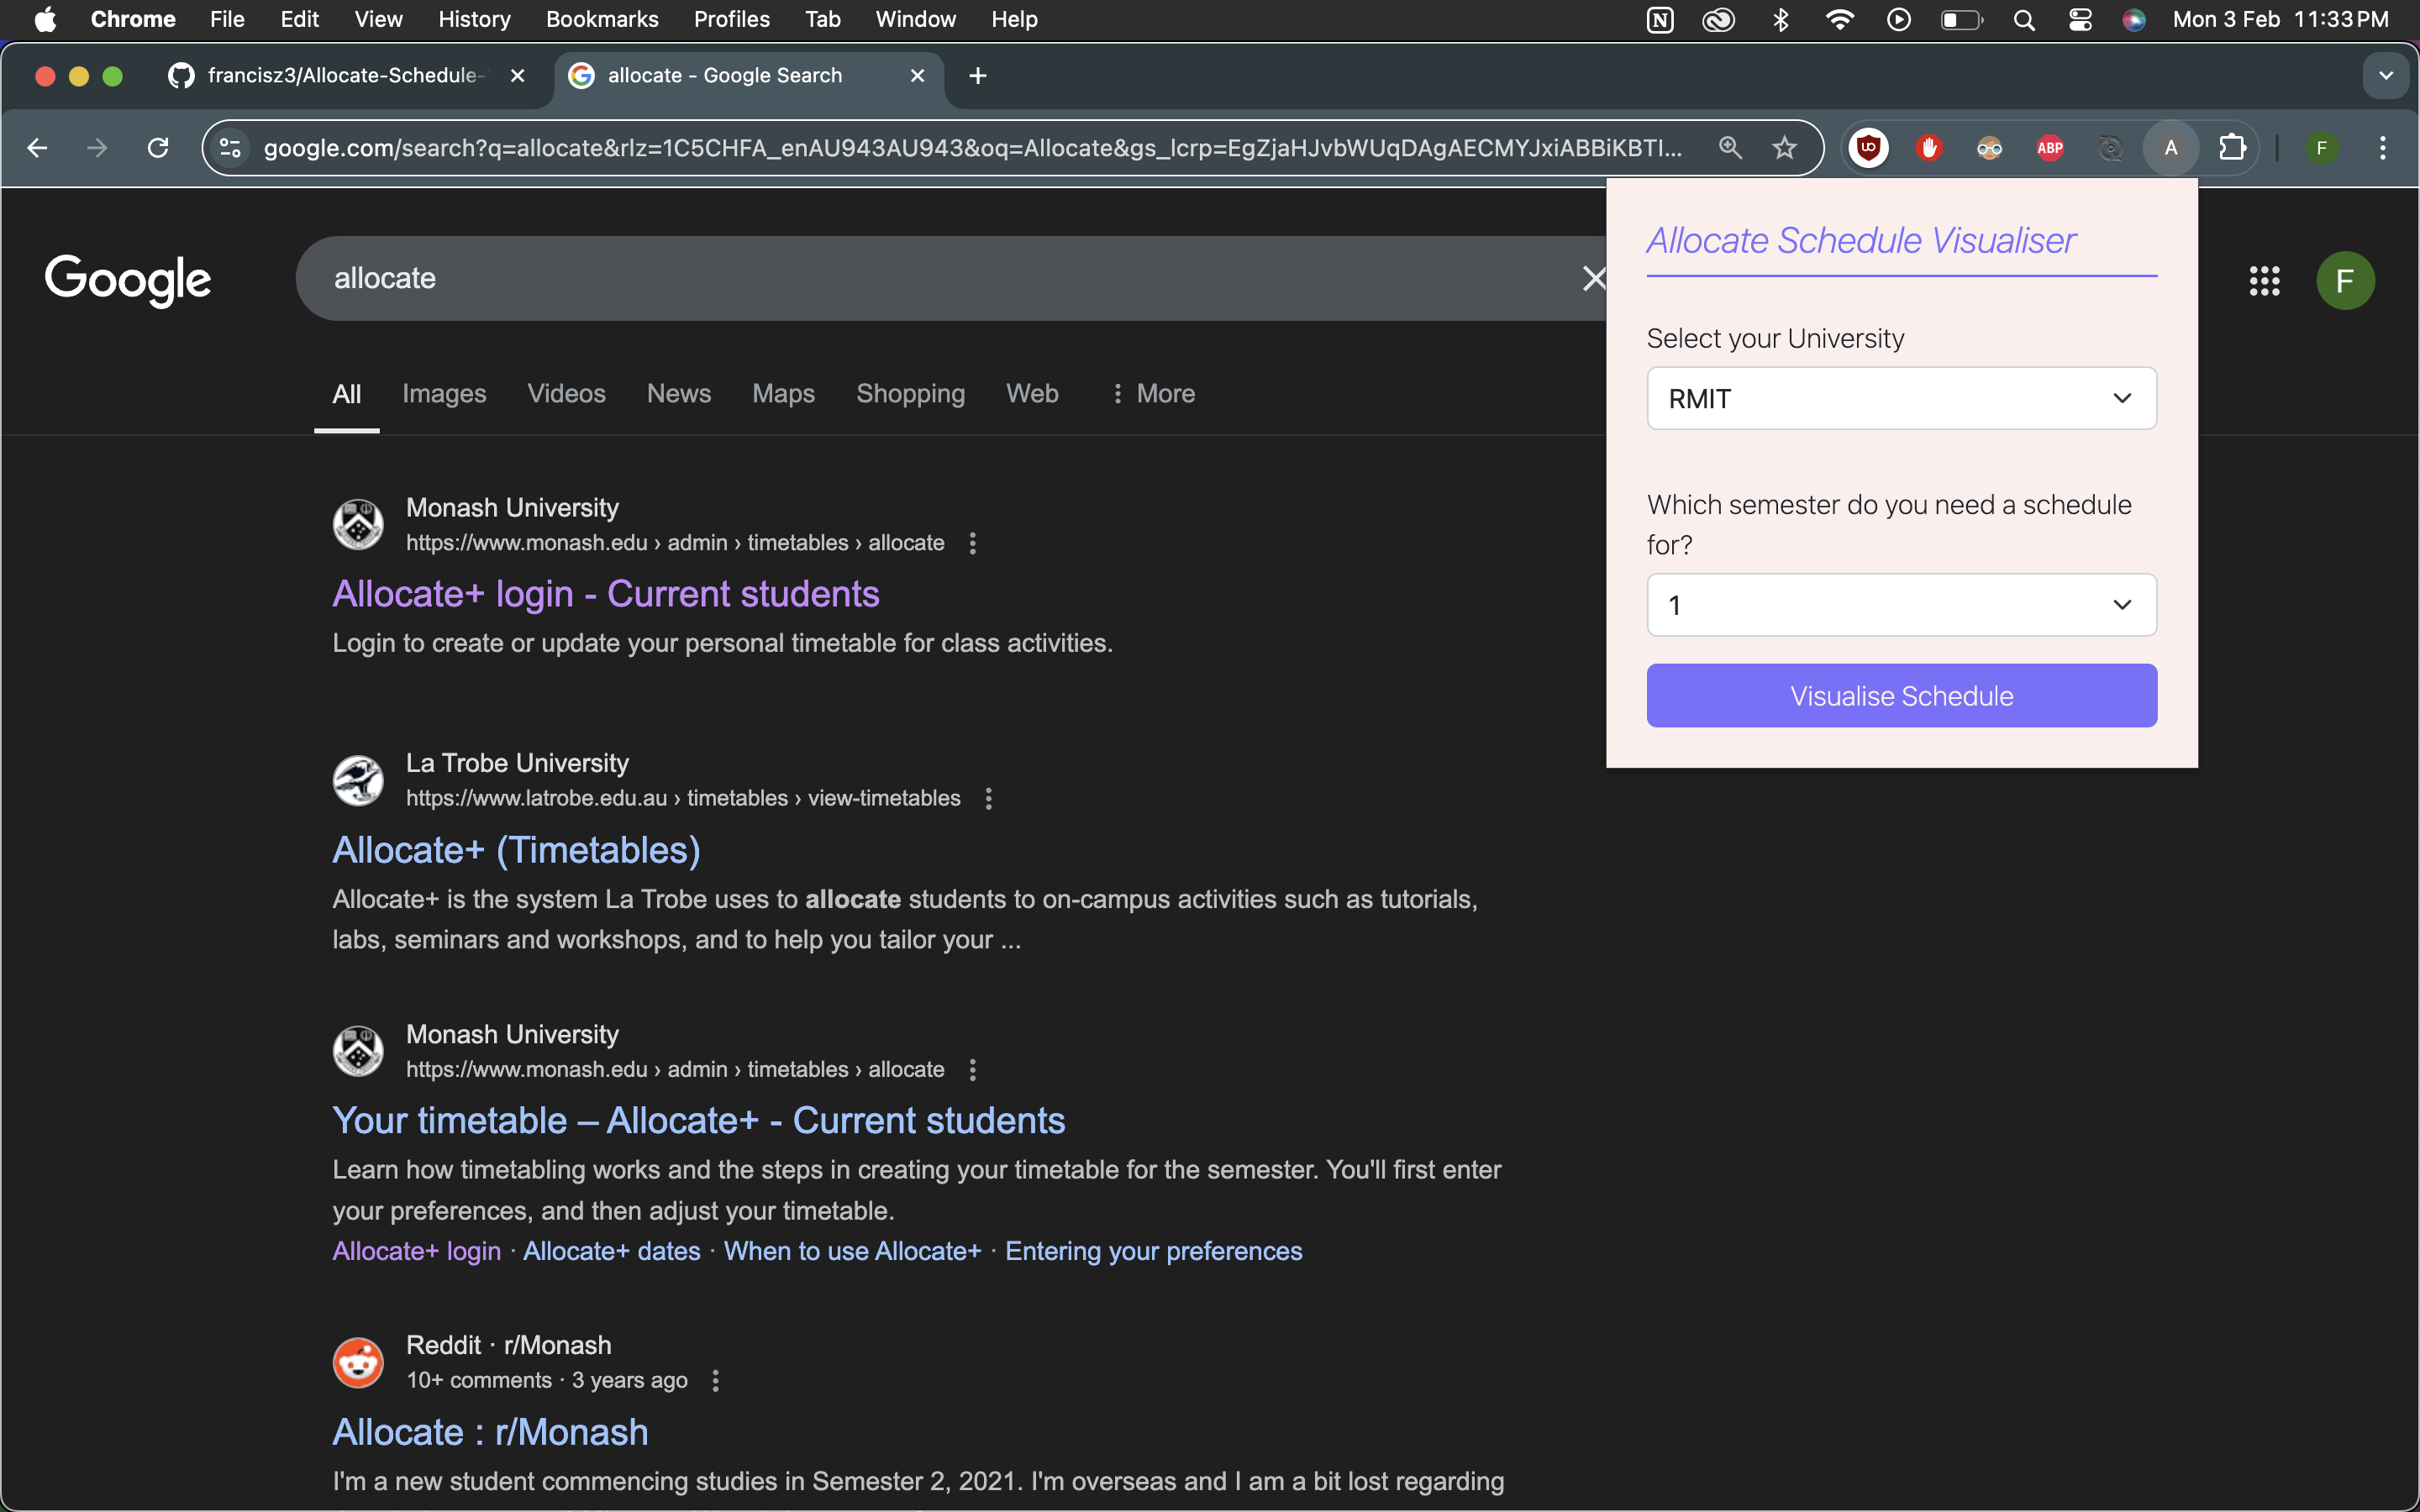 Chrome File Edit View History Bookmarks Profiles Tab Window Help Mon 3 Feb 11:33 PM
francisz3/Allocate-Schedule- allocate - Google Search
google.com/search?q=allocate&rlz=1C5CHFA_enAU943AU943&oq=Allocate&gs_lcrp=EgZjaHJvbWUqDAgAECMYJxiABBiKBTI... ABP A F
Google
allocate
F
All Images Videos News Maps Shopping Web More
Monash University
https://www.monash.edu › admin › timetables › allocate
Allocate+ login - Current students
Login to create or update your personal timetable for class activities.
La Trobe University
https://www.latrobe.edu.au › timetables › view-timetables
Allocate+ (Timetables)
Allocate+ is the system La Trobe uses to allocate students to on-campus activities such as tutorials,
labs, seminars and workshops, and to help you tailor your ...
Monash University
https://www.monash.edu › admin › timetables › allocate
Your timetable – Allocate+ - Current students
Learn how timetabling works and the steps in creating your timetable for the semester. You'll first enter
your preferences, and then adjust your timetable.
Allocate+ login · Allocate+ dates · When to use Allocate+ · Entering your preferences
Reddit · r/Monash
10+ comments · 3 years ago
Allocate : r/Monash
I'm a new student commencing studies in Semester 2, 2021. I'm overseas and I am a bit lost regarding
Allocate Schedule Visualiser
Select your University
RMIT
Which semester do you need a schedule
for?
1
Visualise Schedule